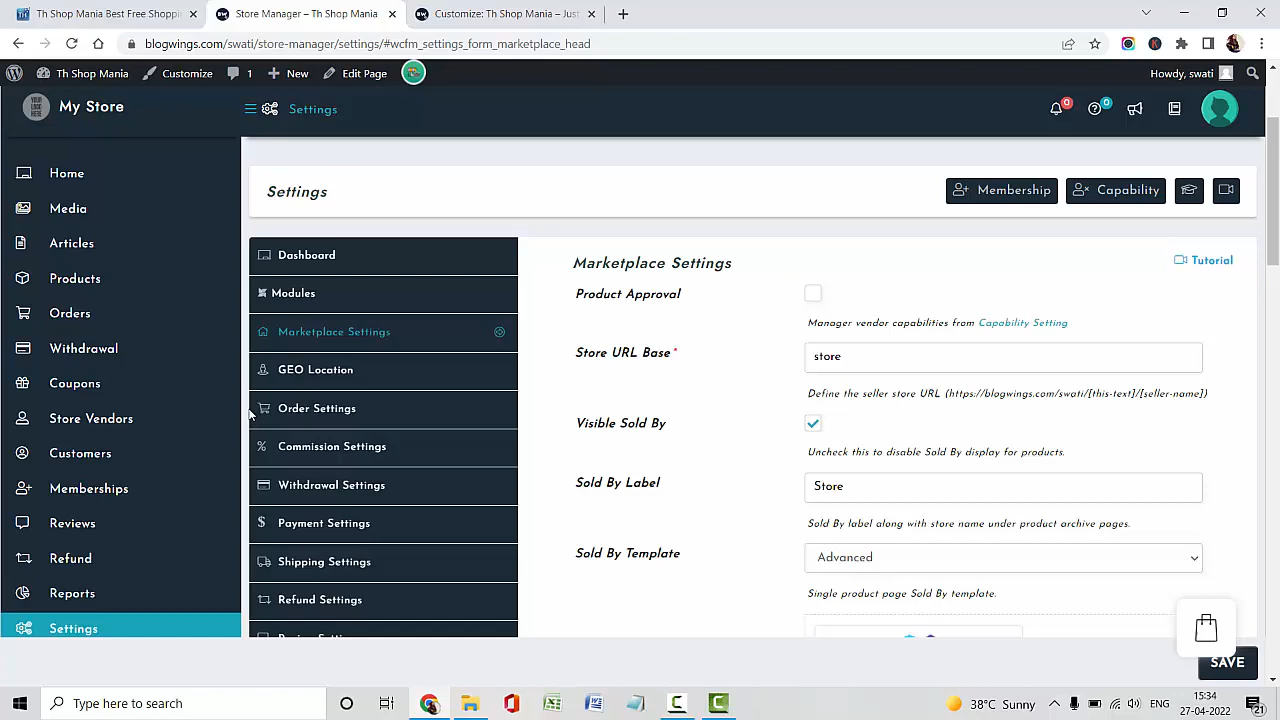 Th Shop Mania Best Free Shoppi
Store Manager – Th Shop Mania
Customize: Th Shop Mania – Just
blogwings.com/swati/store-manager/settings/#wcfm_settings_form_marketplace_head
Th Shop Mania
Customize
1
New
Edit Page
Howdy, swati
YOUR LOGO HERE
My Store
Settings
0
0
Home
Media
Articles
Products
Orders
Withdrawal
Coupons
Store Vendors
Customers
Memberships
Reviews
Refund
Reports
Settings
Settings
Membership
Capability
Dashboard
Modules
Marketplace Settings
GEO Location
Order Settings
Commission Settings
Withdrawal Settings
Payment Settings
Shipping Settings
Refund Settings
Marketplace Settings
Tutorial
Product Approval
Manager vendor capabilities from Capability Setting
Store URL Base*
store
Define the seller store URL (https://blogwings.com/swati/[this-text]/[seller-name])
Visible Sold By
Uncheck this to disable Sold By display for products.
Sold By Label
Store
Sold By label along with store name under product archive pages.
Sold By Template
Advanced
Single product page Sold By template.
SAVE
Type here to search
38°C Sunny
ENG
15:34
27-04-2022
21